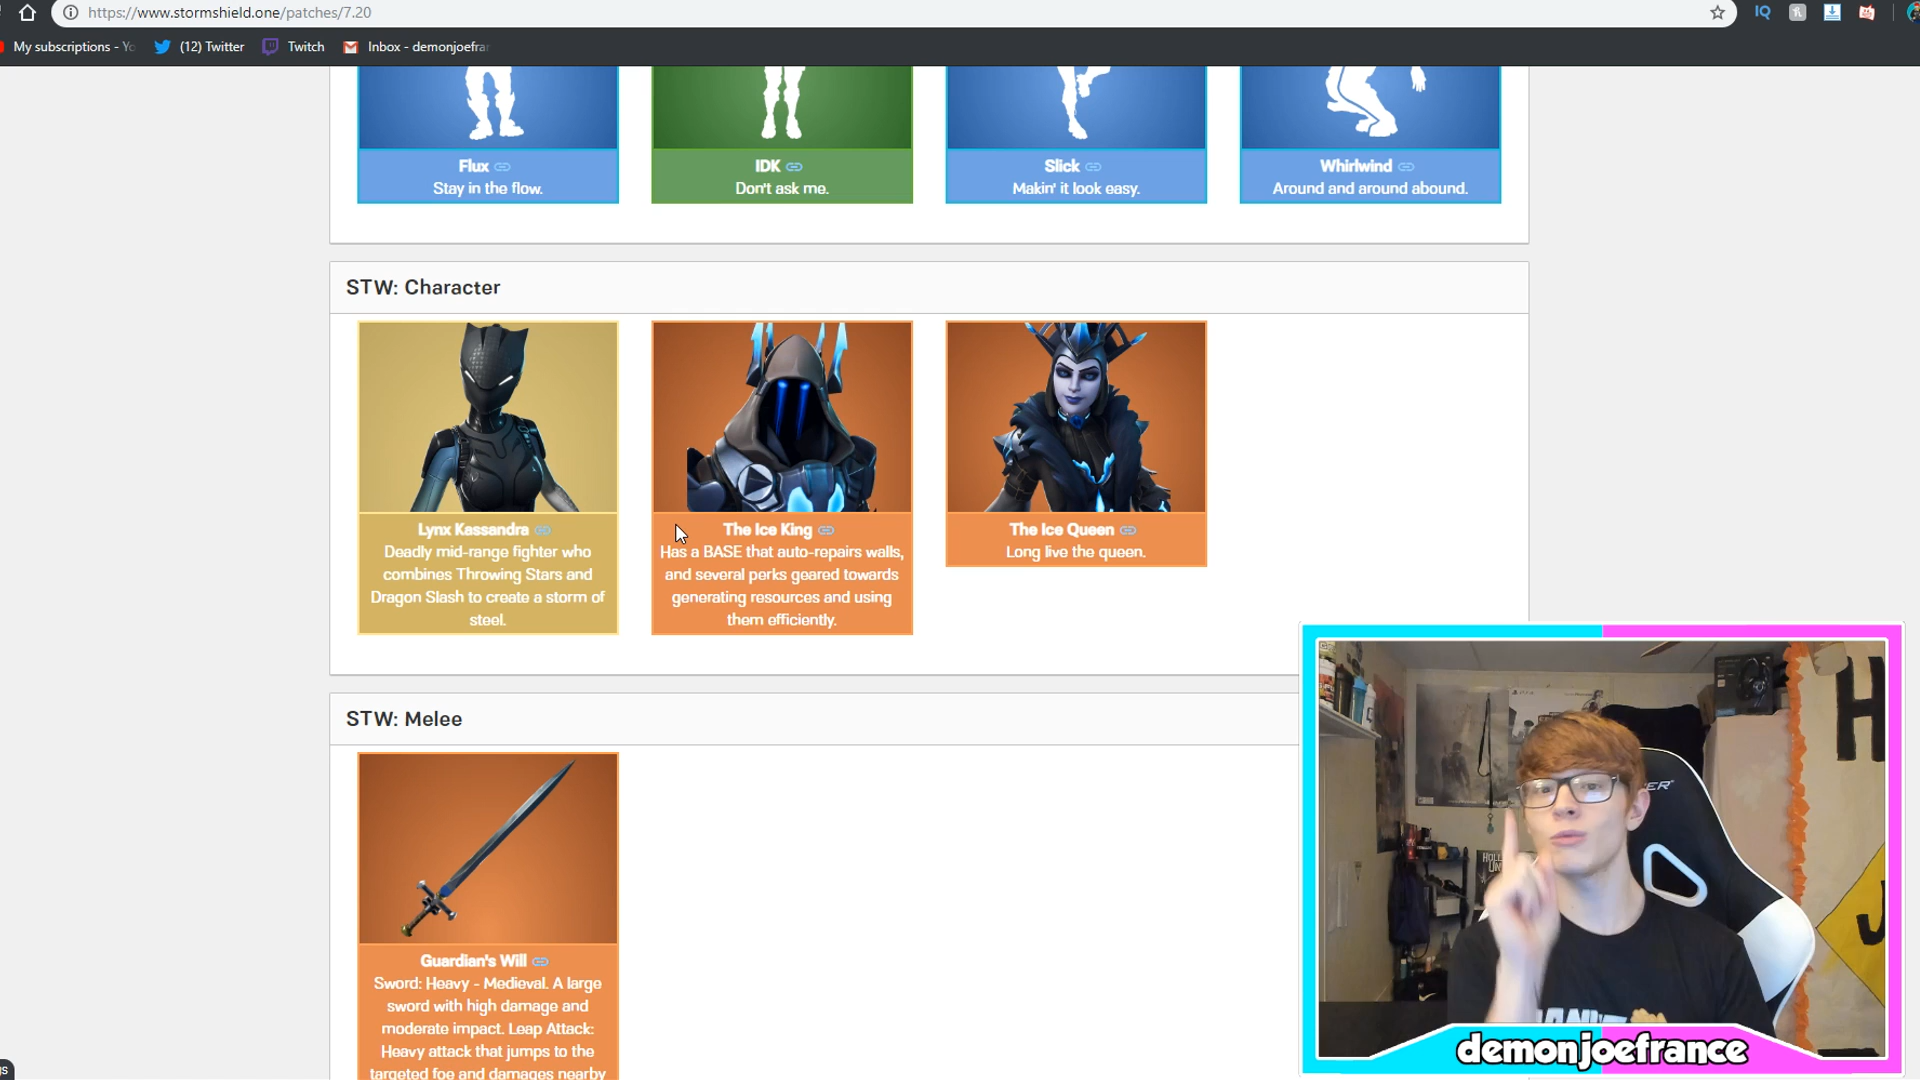 https://www.stormshield.one/patches/7.20
My subscriptions - Yo
(12) Twitter
Twitch
Inbox - demonjoefran
Flux
Stay in the flow.
IDK
Don't ask me.
Slick
Makin' it look easy.
Whirlwind
Around and around abound.
STW: Character
Lynx Kassandra
Deadly mid-range fighter who
combines Throwing Stars and
Dragon Slash to create a storm of
steel.
The Ice King
Has a BASE that auto-repairs walls,
and several perks geared towards
generating resources and using
them efficiently.
The Ice Queen
Long live the queen.
STW: Melee
Guardian's Will
Sword: Heavy - Medieval. A large
sword with high damage and
moderate impact. Leap Attack:
Heavy attack that jumps to the
targeted foe and damages nearby
demonjoefrance